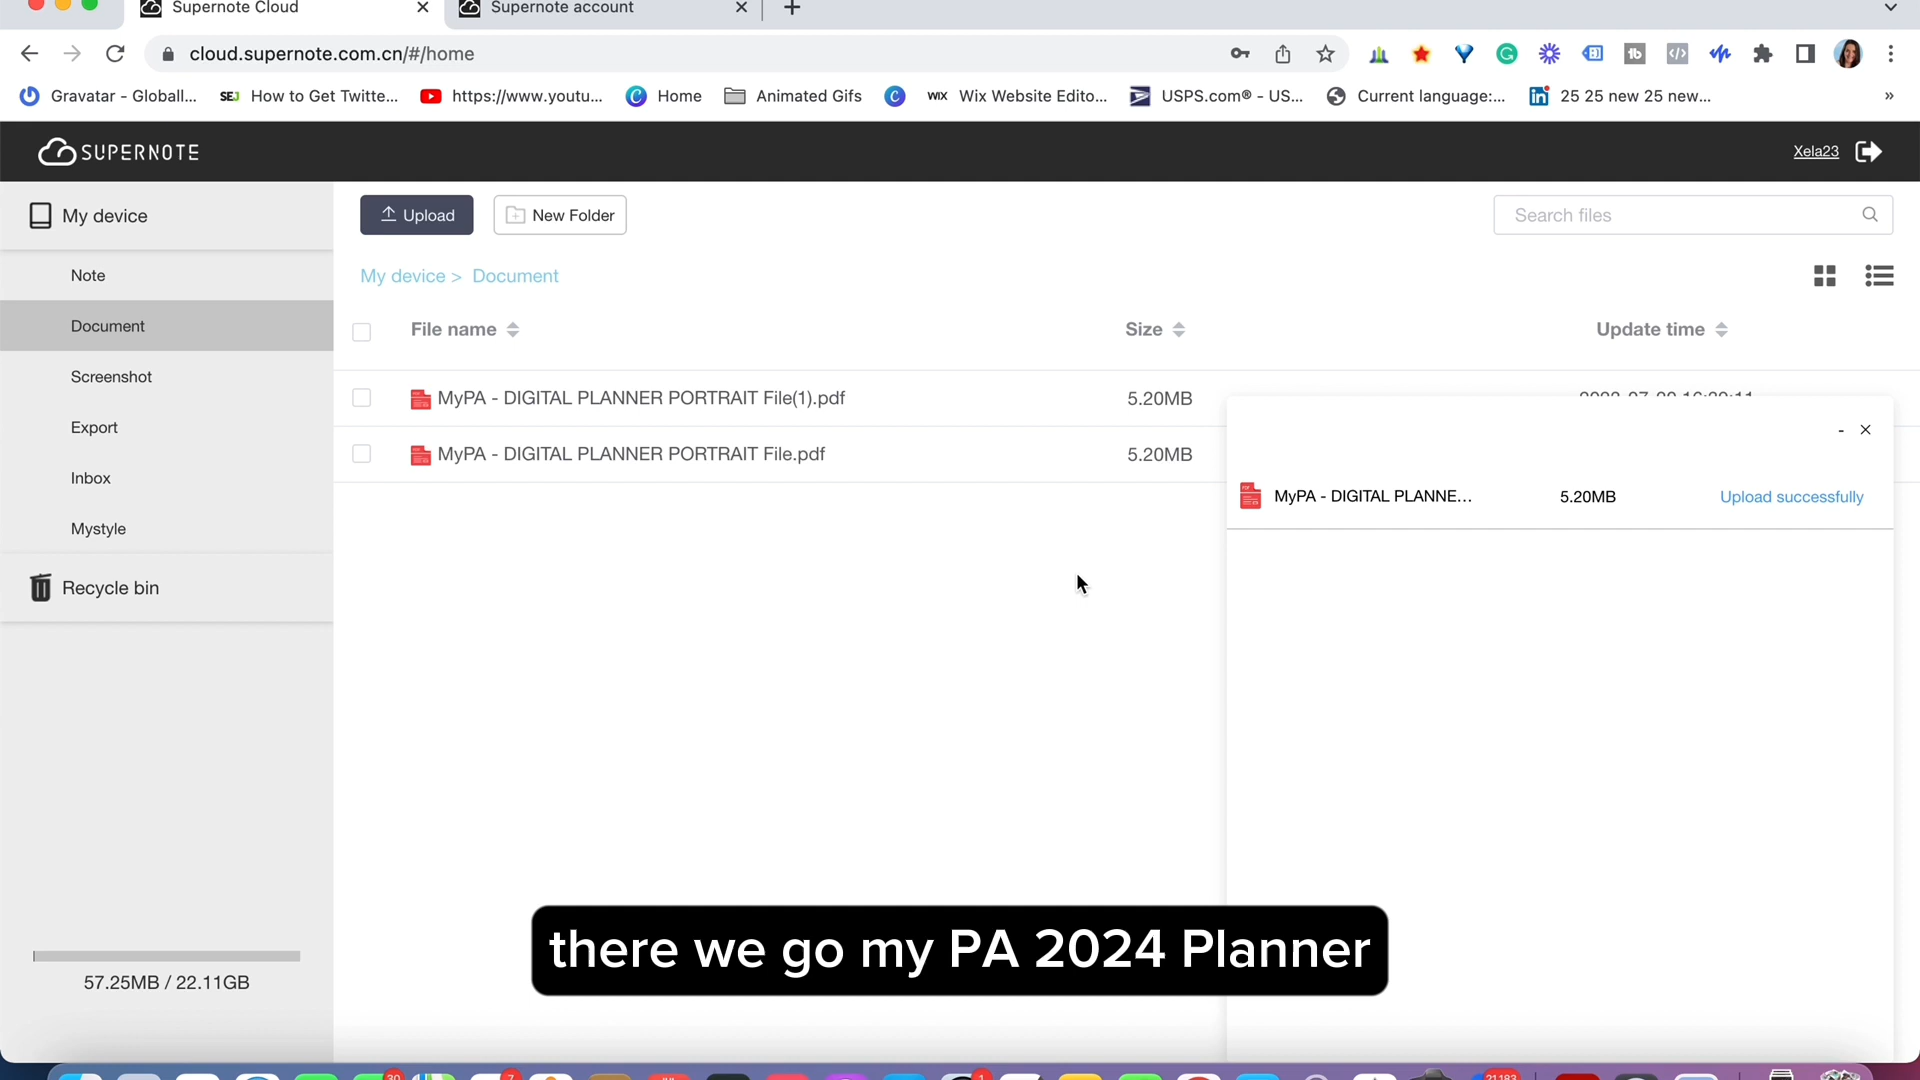 Supernote Cloud
Supernote account
cloud.supernote.com.cn/#/home
Gravatar - Globall...
SEJ How to Get Twitte...
https://www.youtu...
Home
Animated Gifs
WIX Wix Website Edito...
USPS.com® - US...
Current language:...
25 25 new 25 new...
SUPERNOTE
Xela23
My device
Upload
New Folder
Search files
Note
My device > Document
Document
File name
Size
Update time
Screenshot
MyPA - DIGITAL PLANNER PORTRAIT File(1).pdf
5.20MB
Export
MyPA - DIGITAL PLANNER PORTRAIT File.pdf
5.20MB
Inbox
MyPA - DIGITAL PLANNE...
5.20MB
Upload successfully
Mystyle
Recycle bin
there we go my PA 2024 Planner
57.25MB / 22.11GB